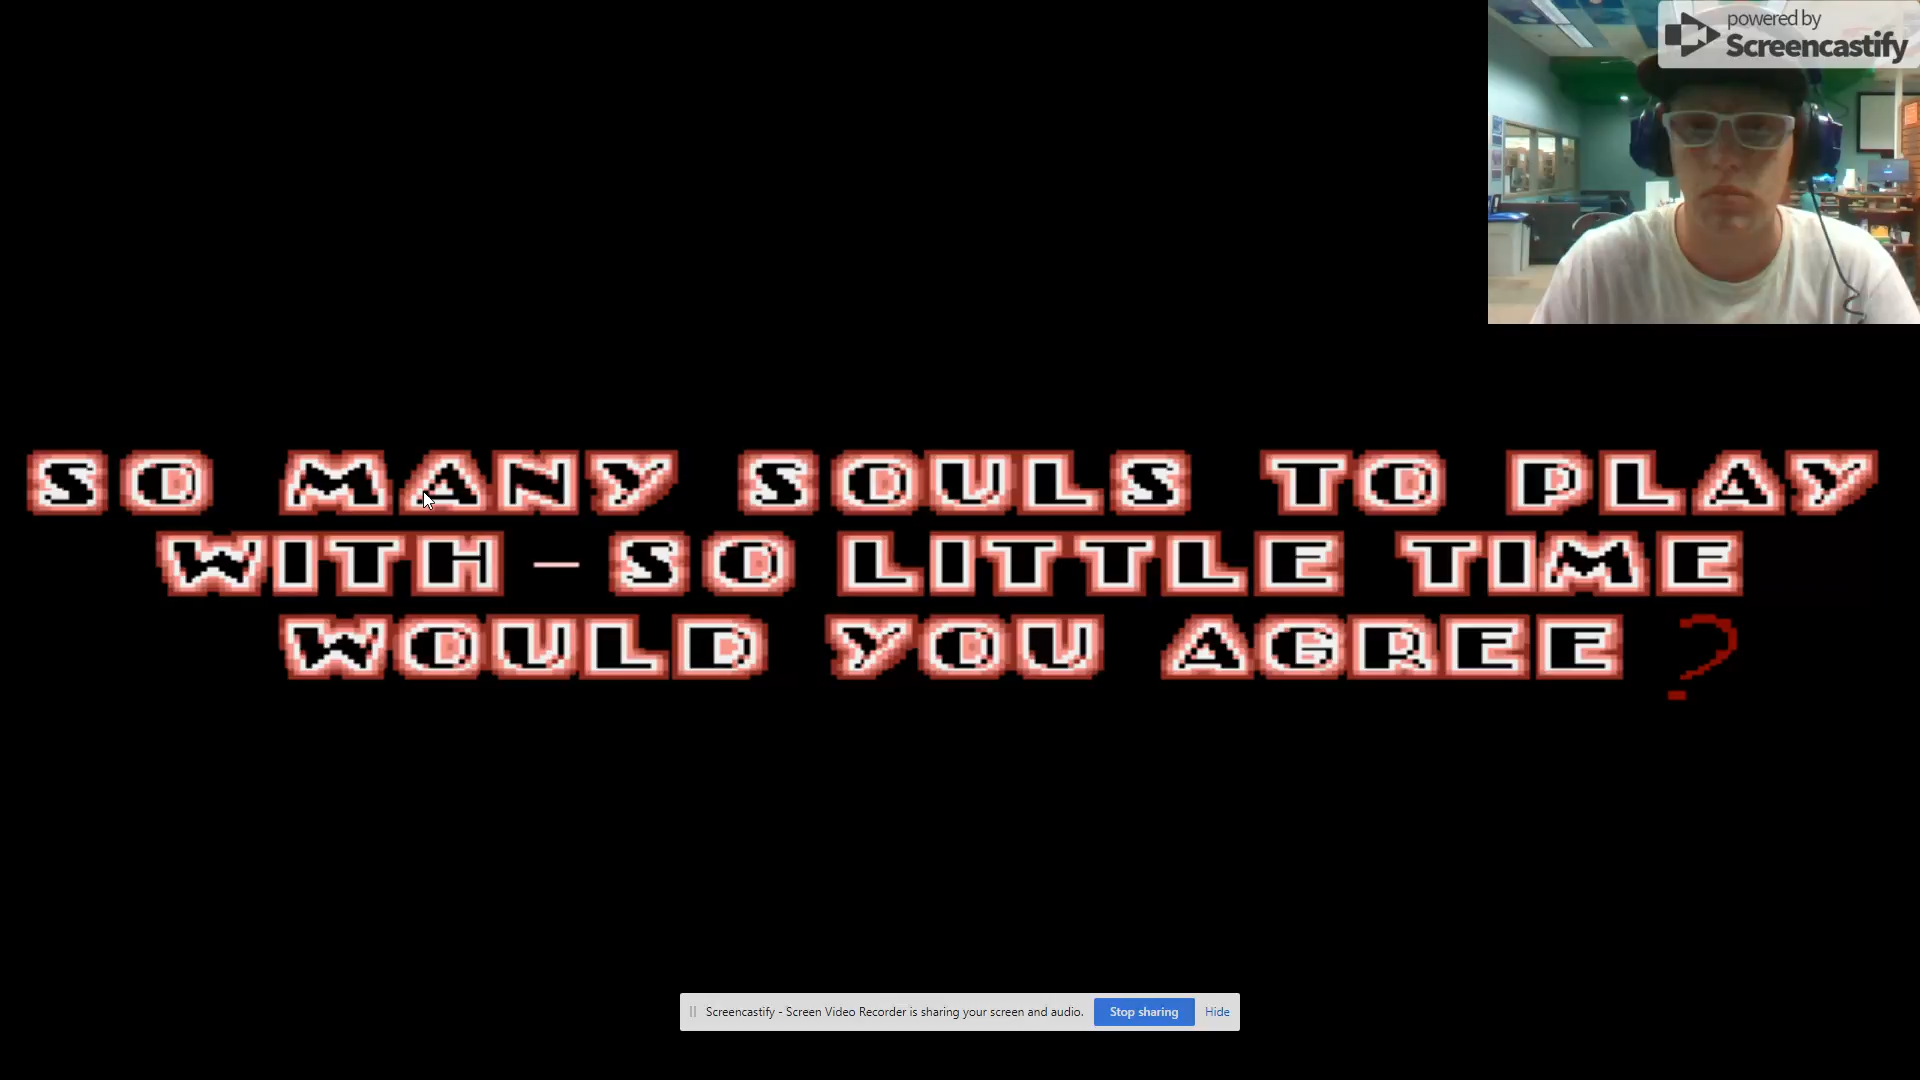 powered by
Screencastify
SO MANY SOULS TO PLAY
WITH - SO LITTLE TIME
WOULD YOU AGREE ?
Screencastify - Screen Video Recorder is sharing your screen and audio. Stop sharing Hide